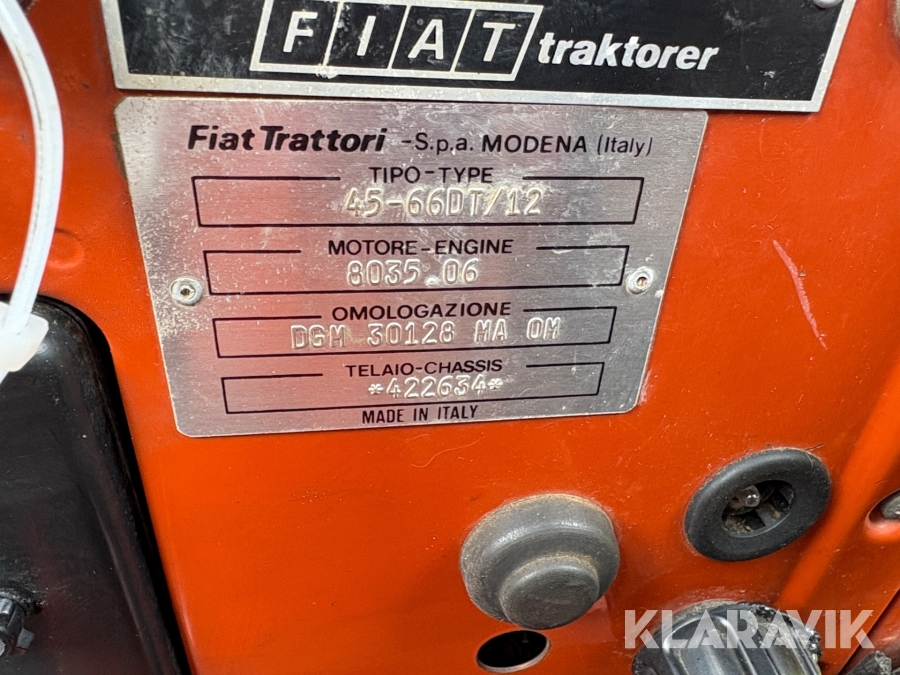 FIAT traktorer
Fiat Trattori -S.p.a. MODENA (Italy)
TIPO-TYPE
45-66DT/12
MOTORE-ENGINE
8035.06
OMOLOGAZIONE
DGM 30128 MA OM
TELAIO-CHASSIS
*422634*
MADE IN ITALY
KLARAVIK